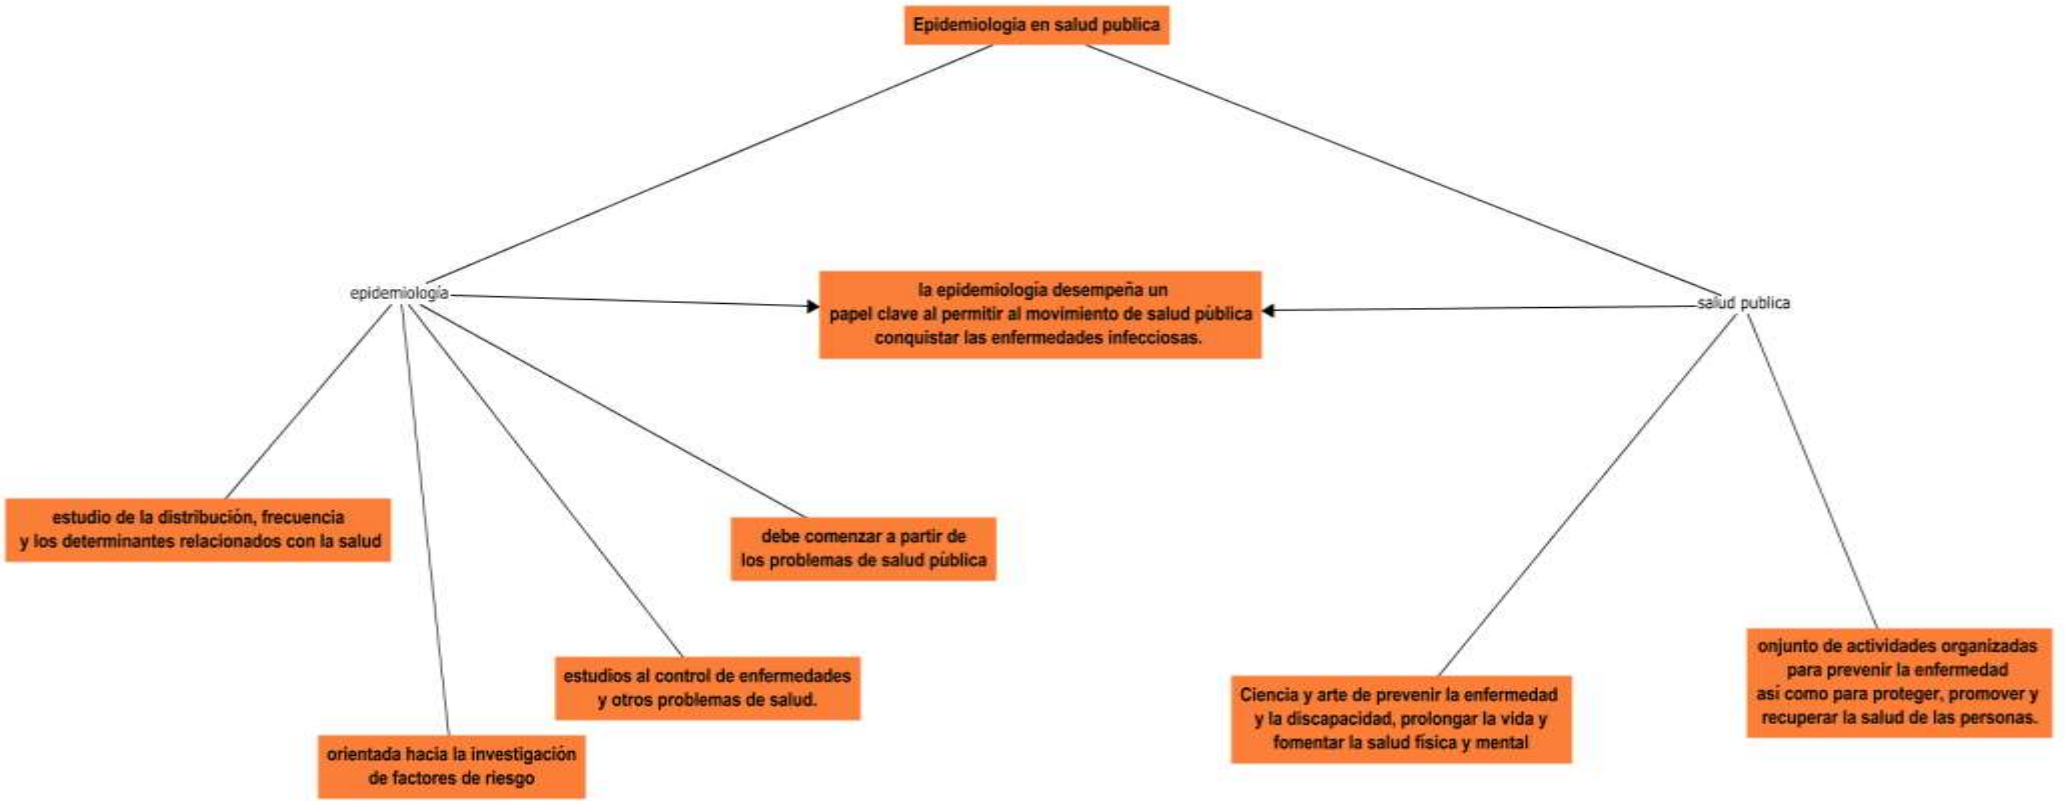 Epidemiologia en salud publica
epidemiología
la epidemiología desempeña un
papel clave al permitir al movimiento de salud pública
conquistar las enfermedades infecciosas.
salud publica
estudio de la distribución, frecuencia
y los determinantes relacionados con la salud
debe comenzar a partir de
los problemas de salud pública
estudios al control de enfermedades
y otros problemas de salud.
orientada hacia la investigación
de factores de riesgo
Ciencia y arte de prevenir la enfermedad
y la discapacidad, prolongar la vida y
fomentar la salud física y mental
onjunto de actividades organizadas
para prevenir la enfermedad
así como para proteger, promover y
recuperar la salud de las personas.